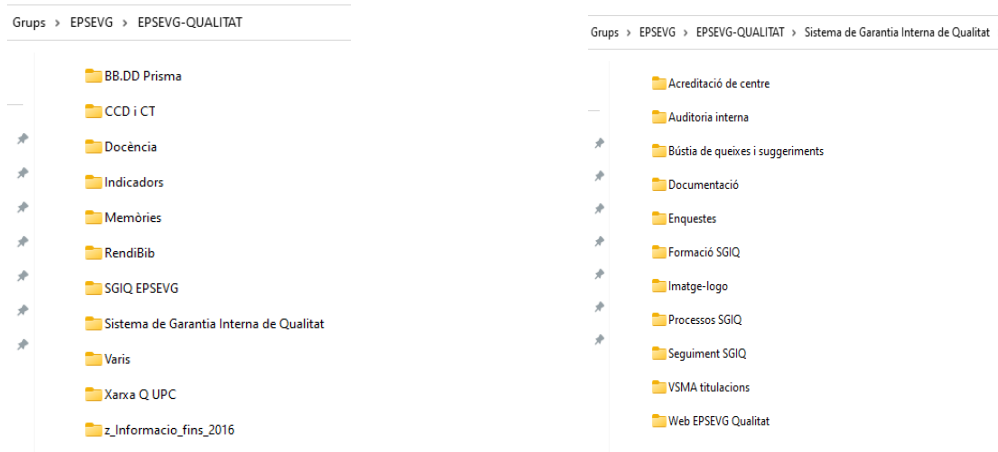 Grups > EPSEVG > EPSEVG-QUALITAT
BB.DD Prisma
CCD i CT
Docència
Indicadors
Memòries
RendiBib
SGIQ EPSEVG
Sistema de Garantia Interna de Qualitat
Varis
Xarxa Q UPC
z_Informacio_fins_2016
Grups > EPSEVG > EPSEVG-QUALITAT > Sistema de Garantia Interna de Qualitat
Acreditació de centre
Auditoria interna
Bústia de queixes i suggeriments
Documentació
Enquestes
Formació SGIQ
Imatge-logo
Processos SGIQ
Seguiment SGIQ
VSMA titulacions
Web EPSEVG Qualitat